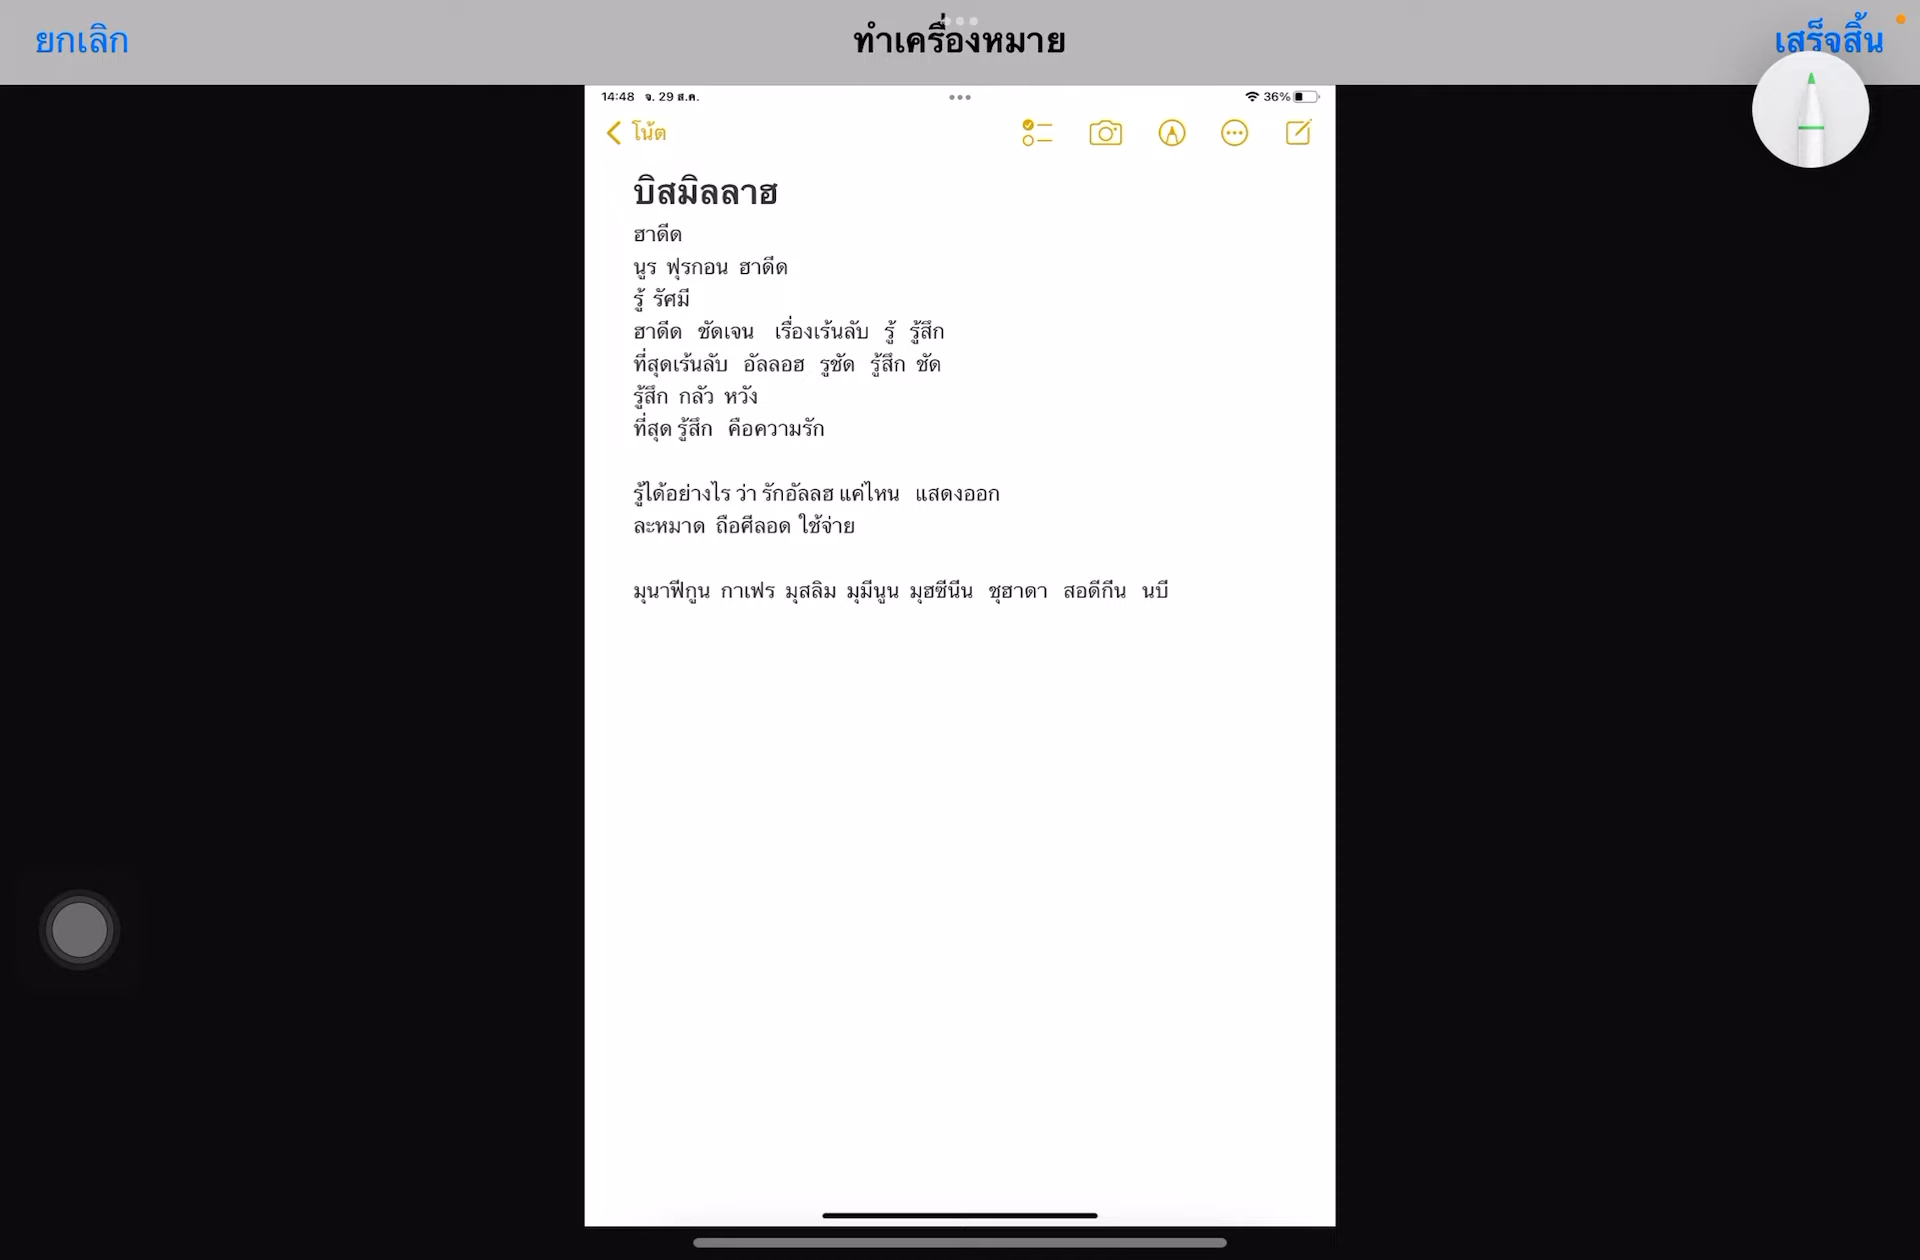 ยกเลิก ทำเครื่องหมาย เสร็จสิ้น
14:48 จ. 29 ส.ค. 36%
โน้ต
บิสมิลลาฮ
ฮาดีด
นูร ฟุรกอน ฮาดีด
รู้ รัศมี
ฮาดีด ชัดเจน เรื่องเร้นลับ รู้ รู้สึก
ที่สุดเร้นลับ อัลลอฮ รูชัด รู้สึก ชัด
รู้สึก กลัว หวัง
ที่สุด รู้สึก คือความรัก
รู้ได้อย่างไร ว่า รักอัลลฮ แค่ไหน แสดงออก
ละหมาด ถือศีลอด ใช้จ่าย
มุนาฟีกูน กาเฟร มุสลิม มุมีนูน มุฮซีนีน ชุฮาดา สอดีกีน นบี